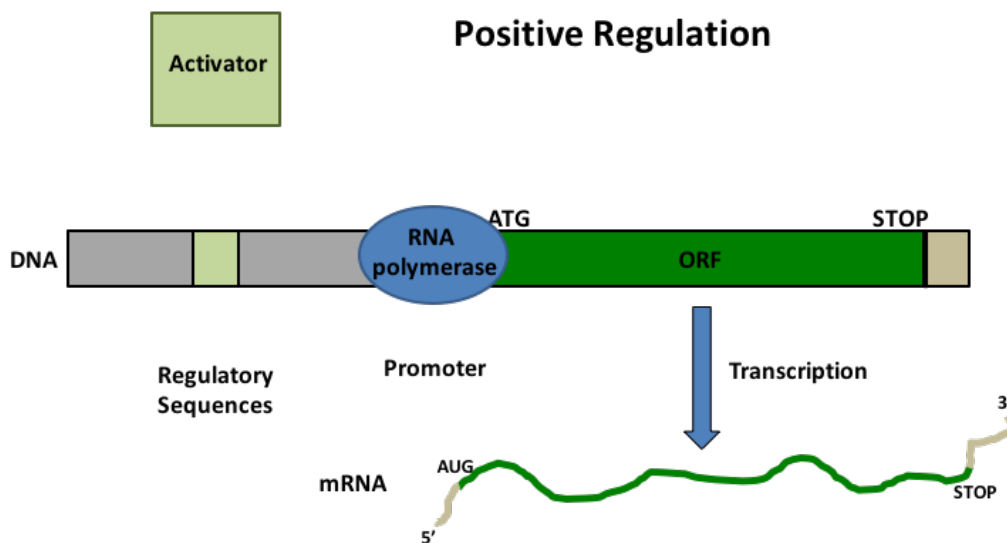 Positive Regulation
Activator
ATG
STOP
DNA
RNA
polymerase
ORF
Promoter
Transcription
Regulatory
Sequences
3
AUG
mRNA
STOP
5’